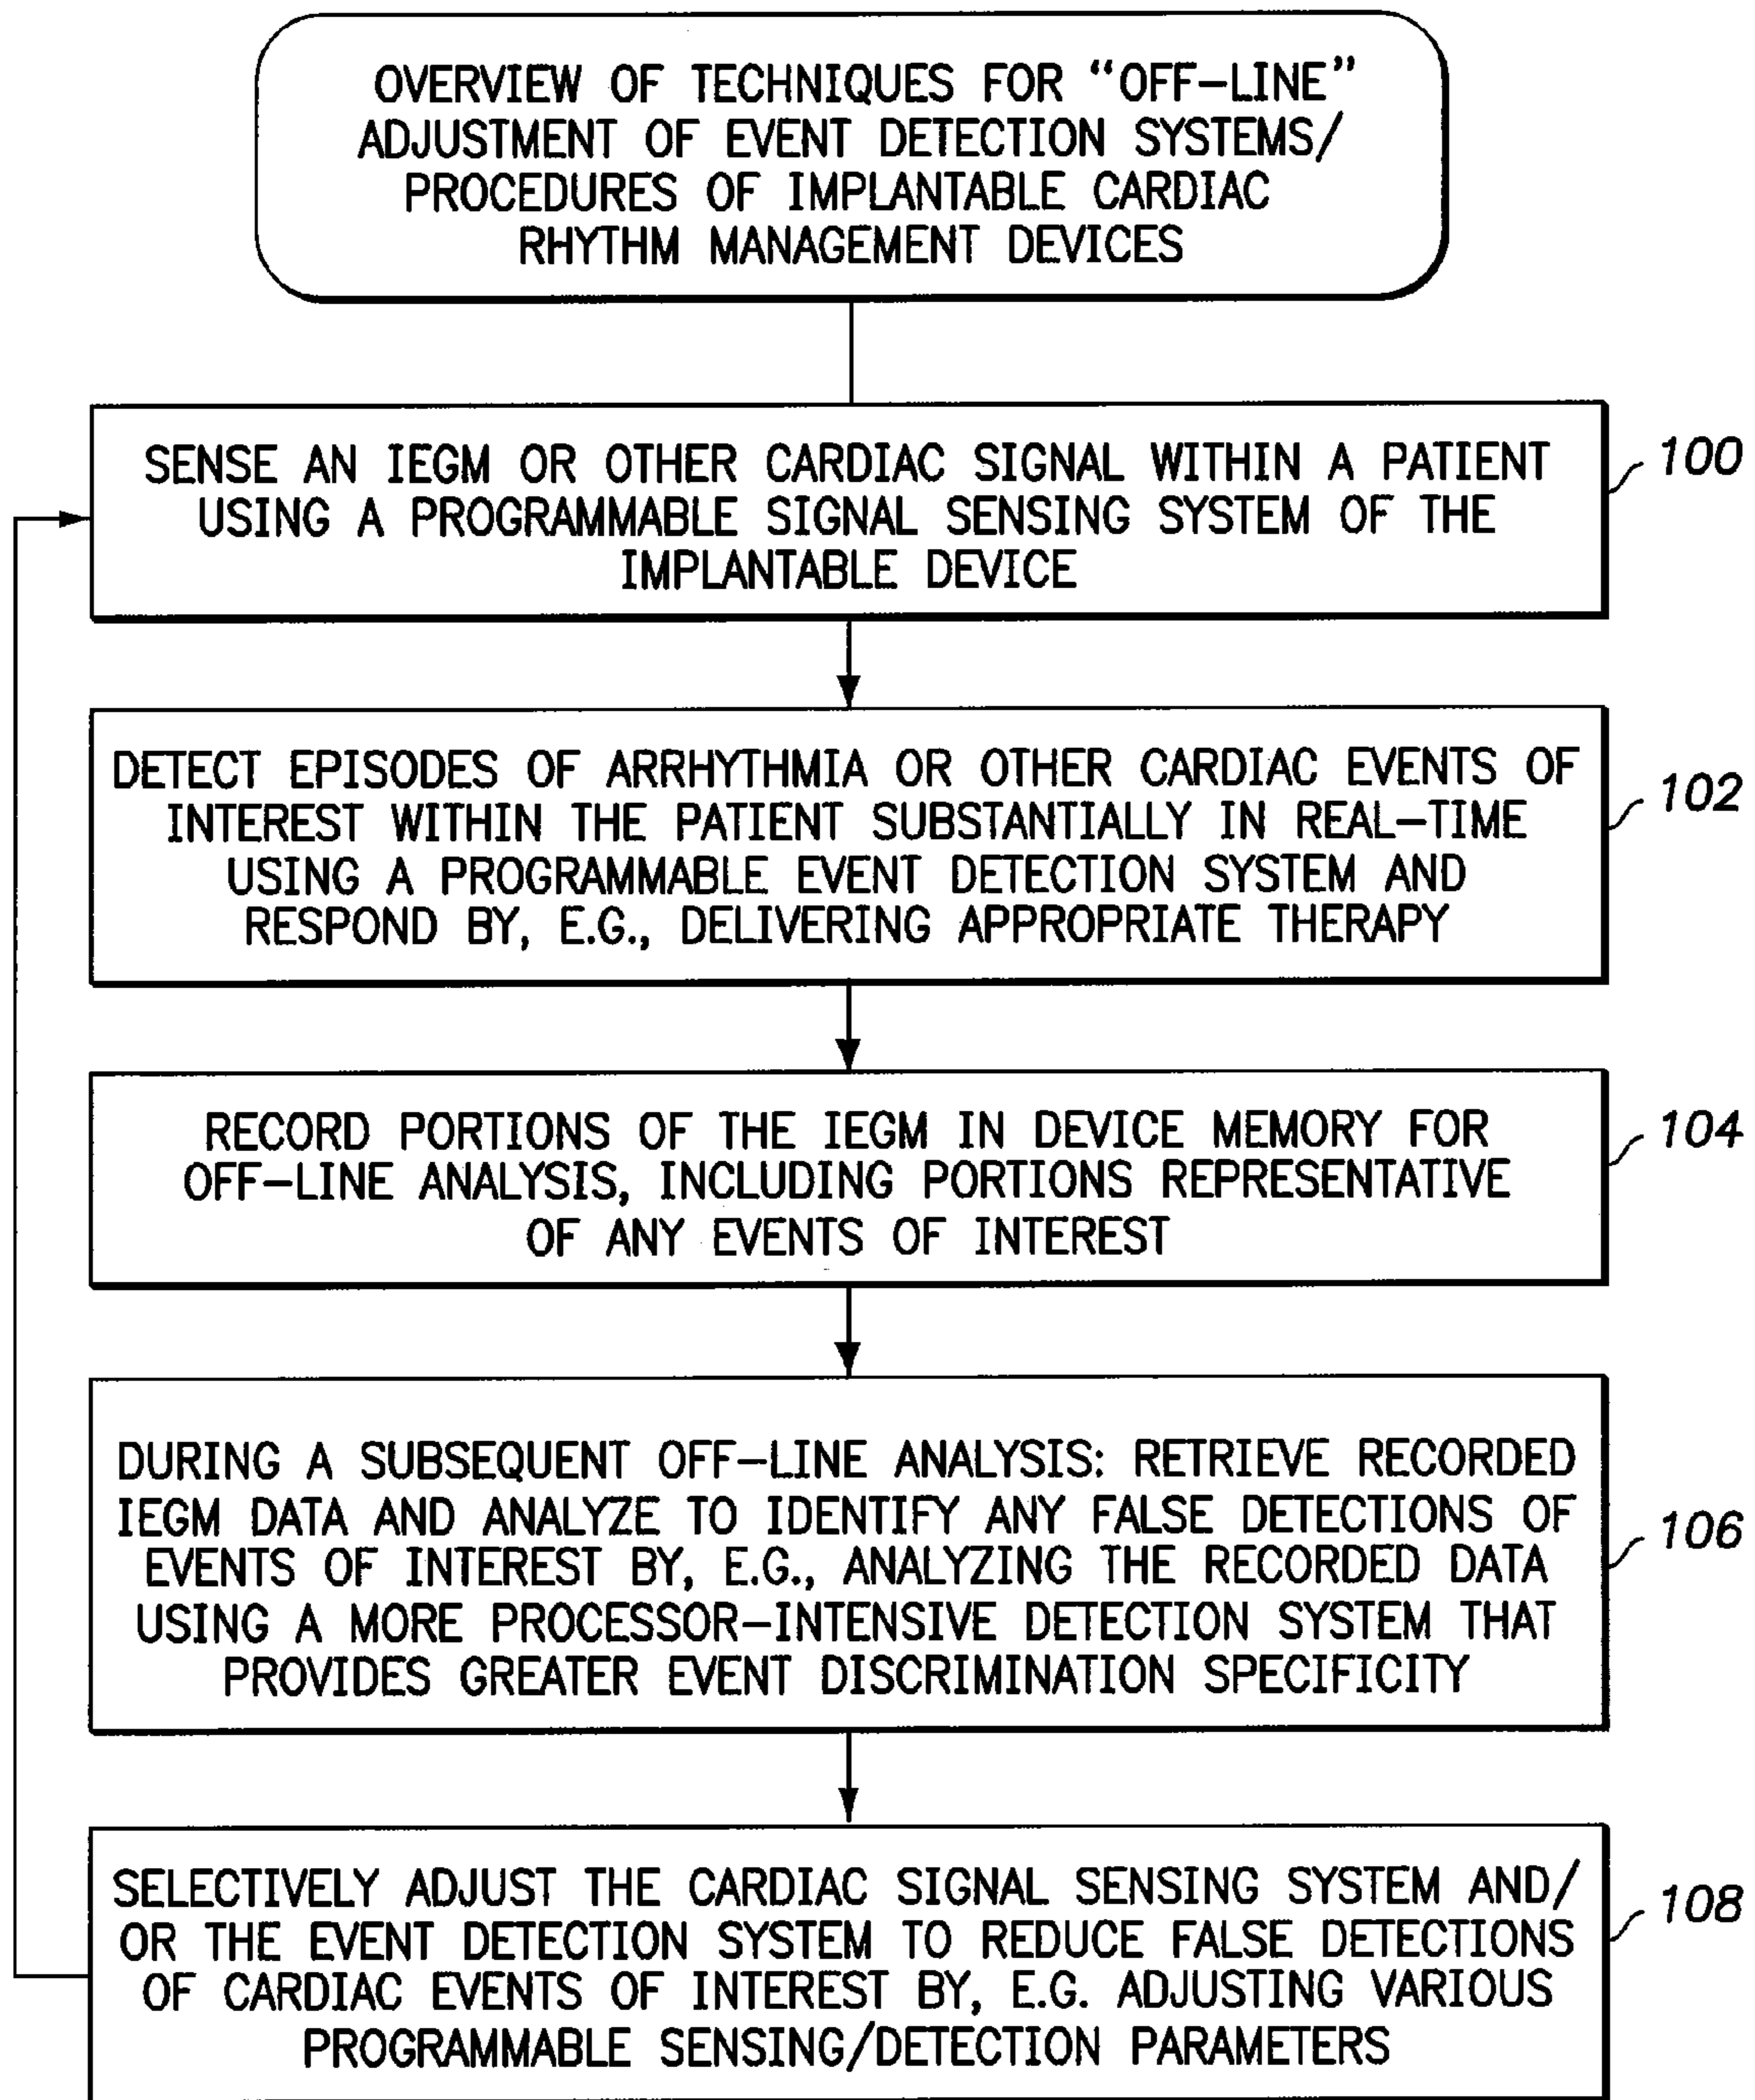 OVERVIEW OF TECHNIQUES FOR “OFF-LINE”
ADJUSTMENT OF EVENT DETECTION SYSTEMS/
PROCEDURES OF IMPLANTABLE CARDIAC
RHYTHM MANAGEMENT DEVICES
SENSE AN IEGM OR OTHER CARDIAC SIGNAL WITHIN A PATIENT
USING A PROGRAMMABLE SIGNAL SENSING SYSTEM OF THE
IMPLANTABLE DEVICE
100
DETECT EPISODES OF ARRHYTHMIA OR OTHER CARDIAC EVENTS OF
INTEREST WITHIN THE PATIENT SUBSTANTIALLY IN REAL-TIME
USING A PROGRAMMABLE EVENT DETECTION SYSTEM AND
RESPOND BY, E.G., DELIVERING APPROPRIATE THERAPY
102
RECORD PORTIONS OF THE IEGM IN DEVICE MEMORY FOR
OFF-LINE ANALYSIS, INCLUDING PORTIONS REPRESENTATIVE
OF ANY EVENTS OF INTEREST
104
DURING A SUBSEQUENT OFF-LINE ANALYSIS: RETRIEVE RECORDED
IEGM DATA AND ANALYZE TO IDENTIFY ANY FALSE DETECTIONS OF
EVENTS OF INTEREST BY, E.G., ANALYZING THE RECORDED DATA
USING A MORE PROCESSOR-INTENSIVE DETECTION SYSTEM THAT
PROVIDES GREATER EVENT DISCRIMINATION SPECIFICITY
106
SELECTIVELY ADJUST THE CARDIAC SIGNAL SENSING SYSTEM AND/
OR THE EVENT DETECTION SYSTEM TO REDUCE FALSE DETECTIONS
OF CARDIAC EVENTS OF INTEREST BY, E.G. ADJUSTING VARIOUS
PROGRAMMABLE SENSING/DETECTION PARAMETERS
108